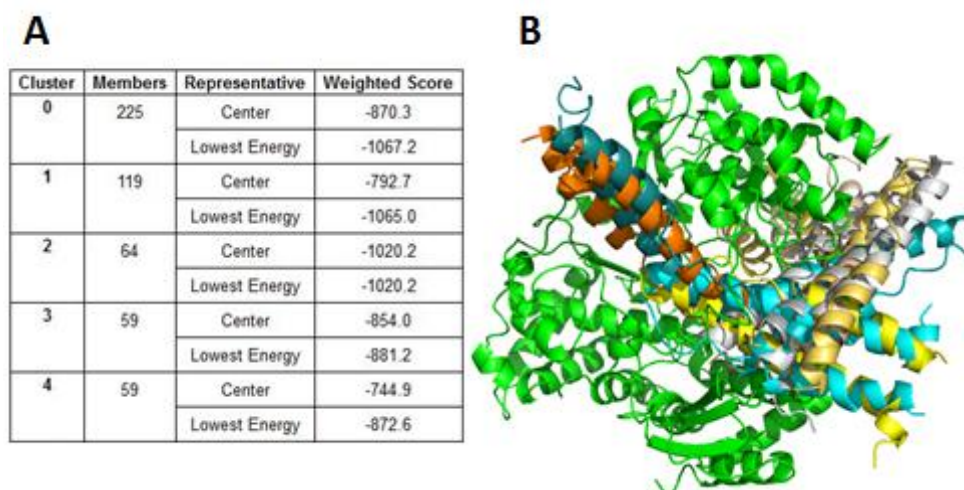 A
B
Cluster Members Representative Weighted Score
0 225 Center -870.3
Lowest Energy -1067.2
1 119 Center -792.7
Lowest Energy -1065.0
2 64 Center -1020.2
Lowest Energy -1020.2
3 59 Center -854.0
Lowest Energy -881.2
4 59 Center -744.9
Lowest Energy -872.6